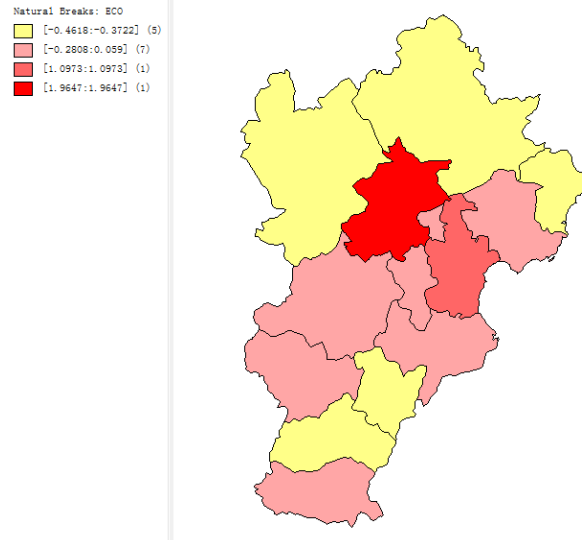 Natural Breaks: ECO
[-0.4618:-0.3722] (5)
[-0.2808:0.059] (7)
[1.0973:1.0973] (1)
[1.9647:1.9647] (1)